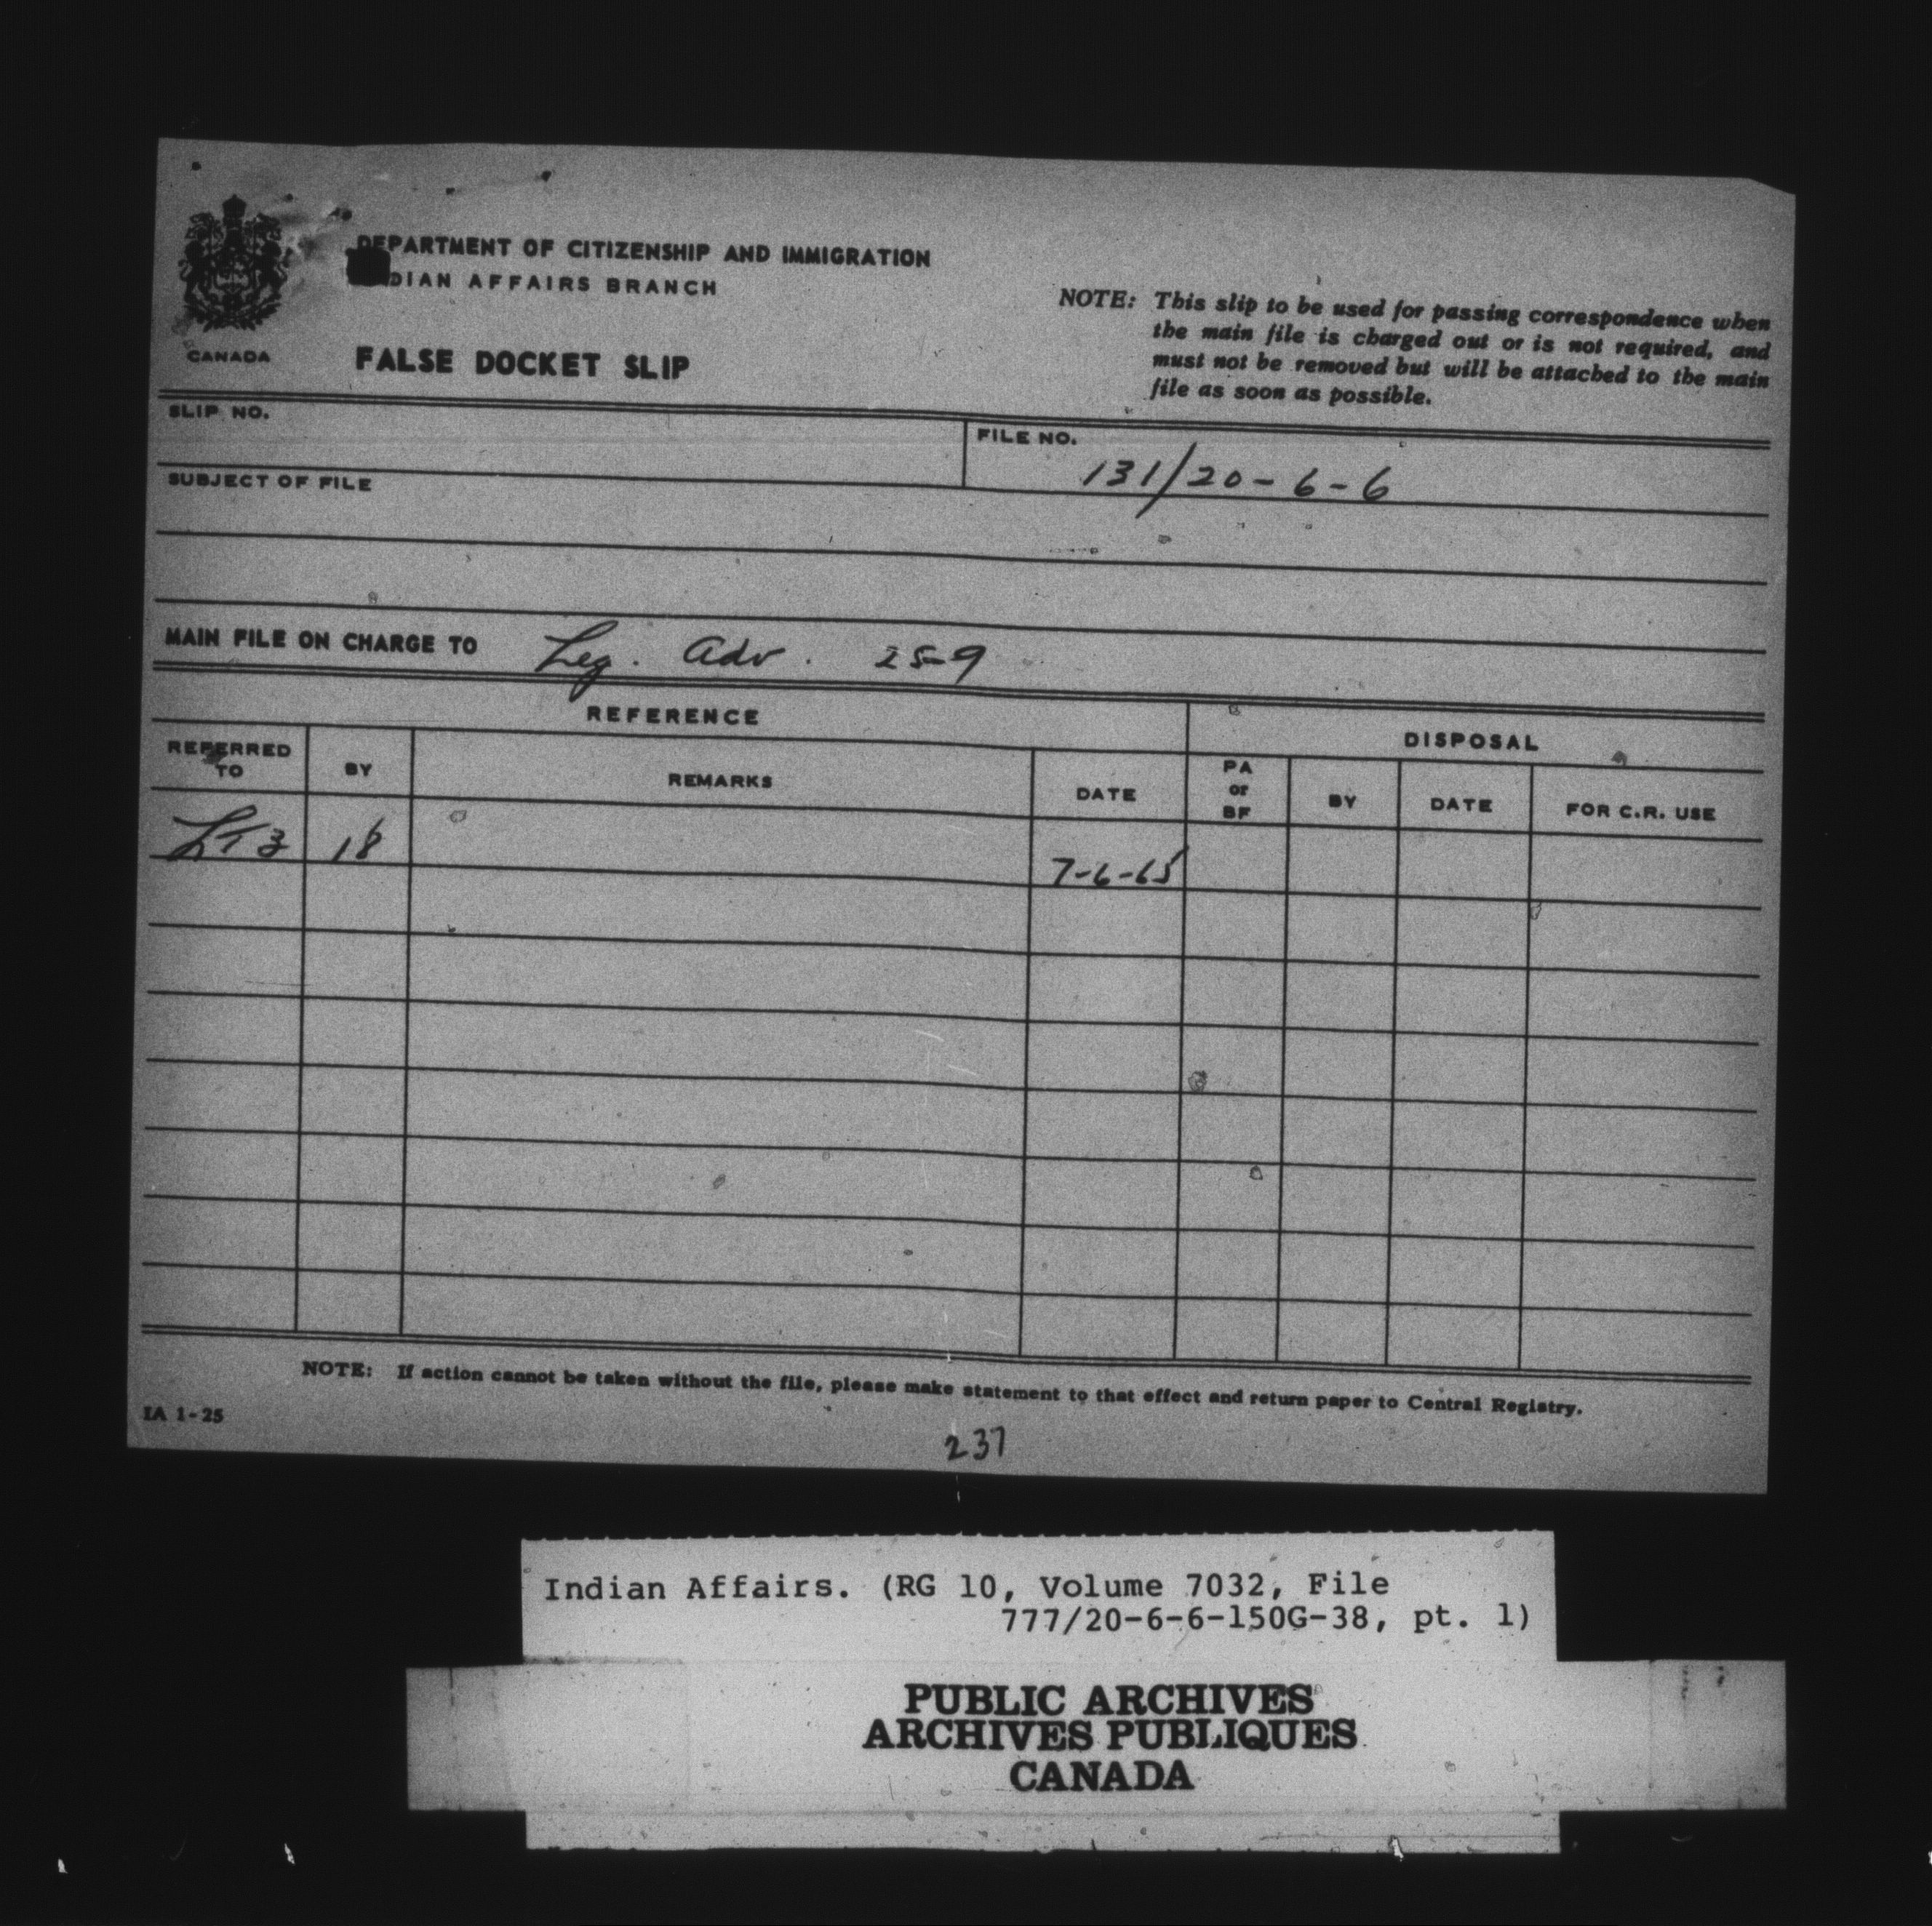 DEPARTMENT OF CITIZENSHIP AND IMMIGRATION
DIAN AFFAIRS BRANCH
CANADA
FALSE DOCKET SLIP
NOTE: This slip to be used for passing correspondence when
the main file is charged out or is not required, and
must not be removed but will be attached to the main
file as soon as possible.
SLIP NO.
FILE NO.
131/20-6-6
SUBJECT OF FILE
MAIN FILE ON CHARGE TO Leg. Adv. 25-9
REFERENCE
DISPOSAL
REFERRED
TO
BY
REMARKS
DATE
PA
or
BF
BY
DATE
FOR C.R. USE
LT3 18 7-6-65
NOTE: If action cannot be taken without the file, please make statement to that effect and return paper to Central Registry.
IA 1-25
237
Indian Affairs. (RG 10, Volume 7032, File
777/20-6-6-150G-38, pt. 1)
PUBLIC ARCHIVES
ARCHIVES PUBLIQUES
CANADA